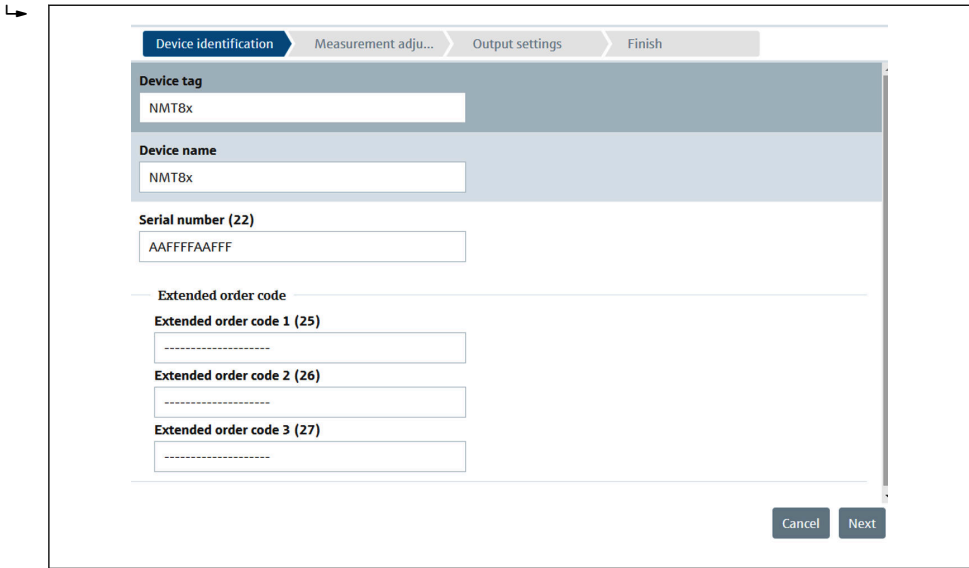 Device identification Measurement adju... Output settings Finish
Device tag
NMT8x
Device name
NMT8x
Serial number (22)
AAFFFFAAFFF
Extended order code
Extended order code 1 (25)
--------------------
Extended order code 2 (26)
--------------------
Extended order code 3 (27)
--------------------
Cancel Next